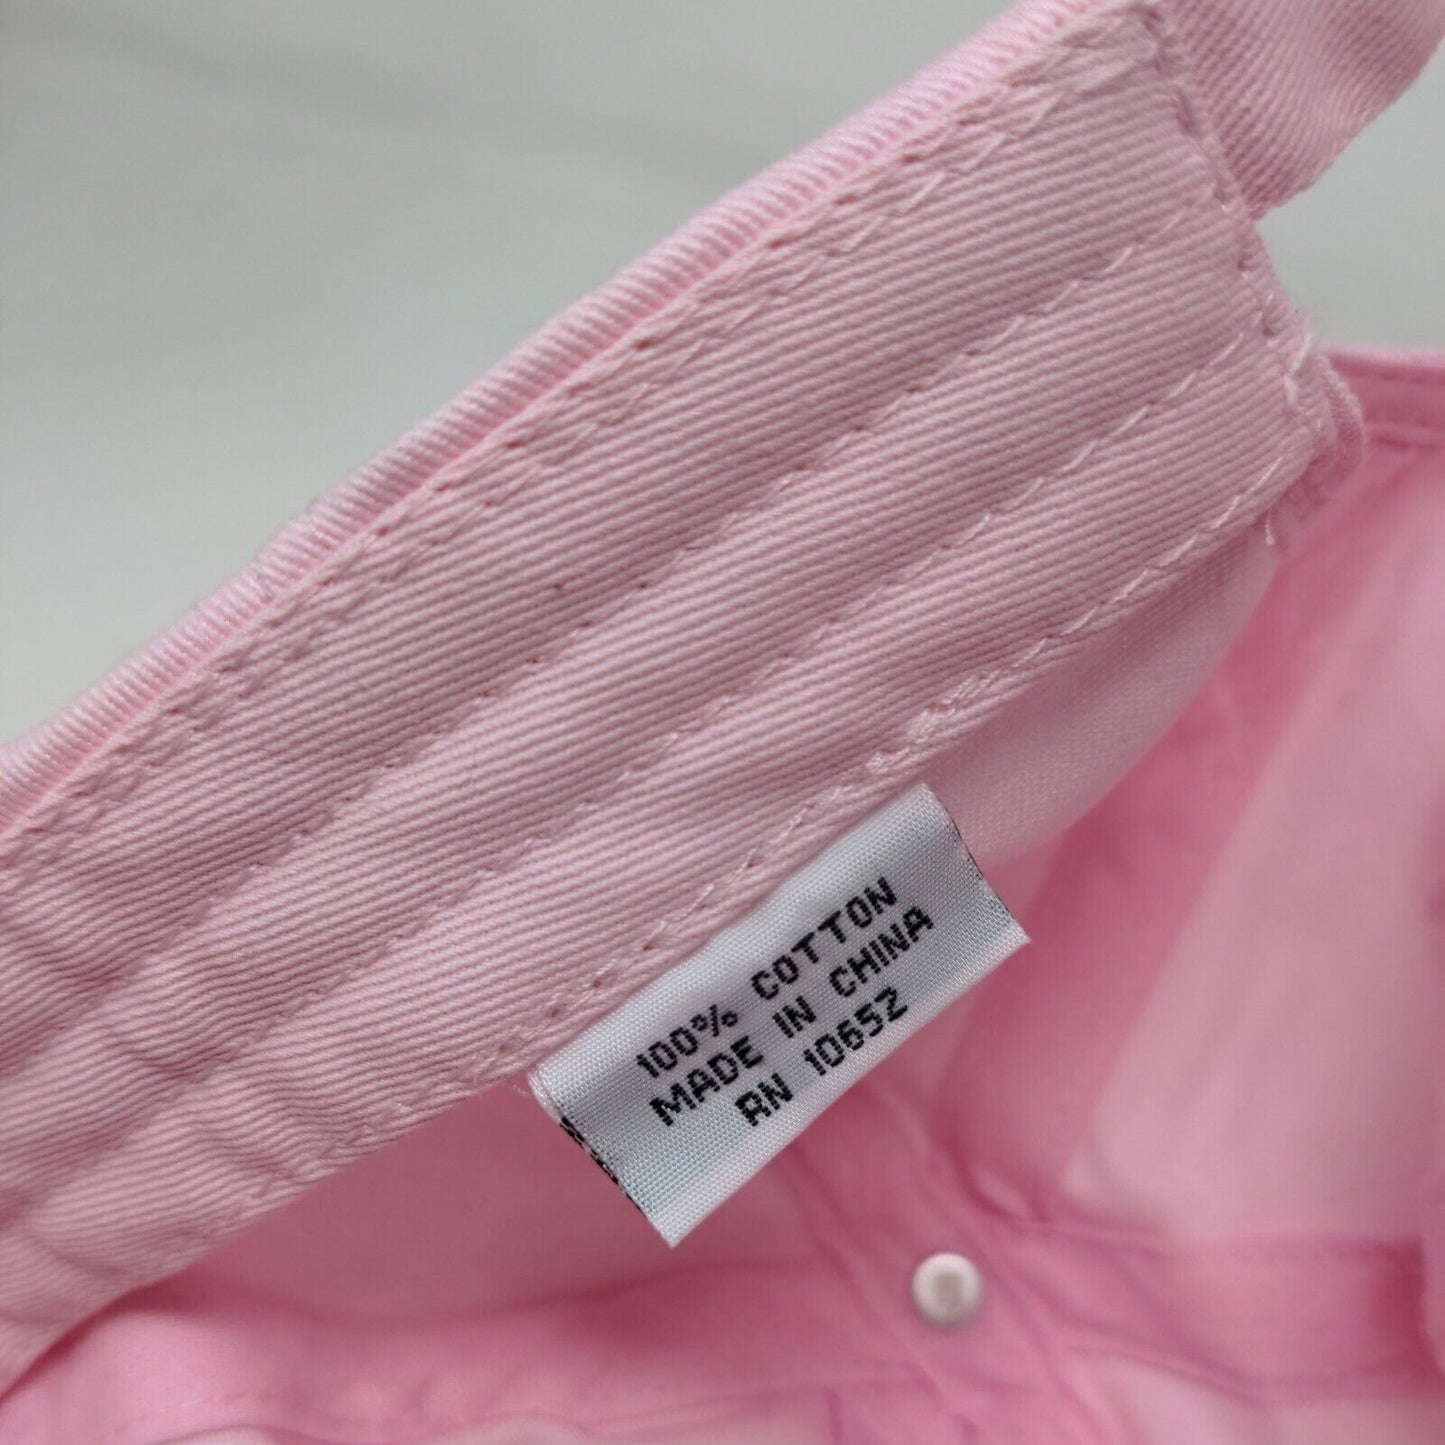 100% COTTON
MADE IN CHINA
RN 10652